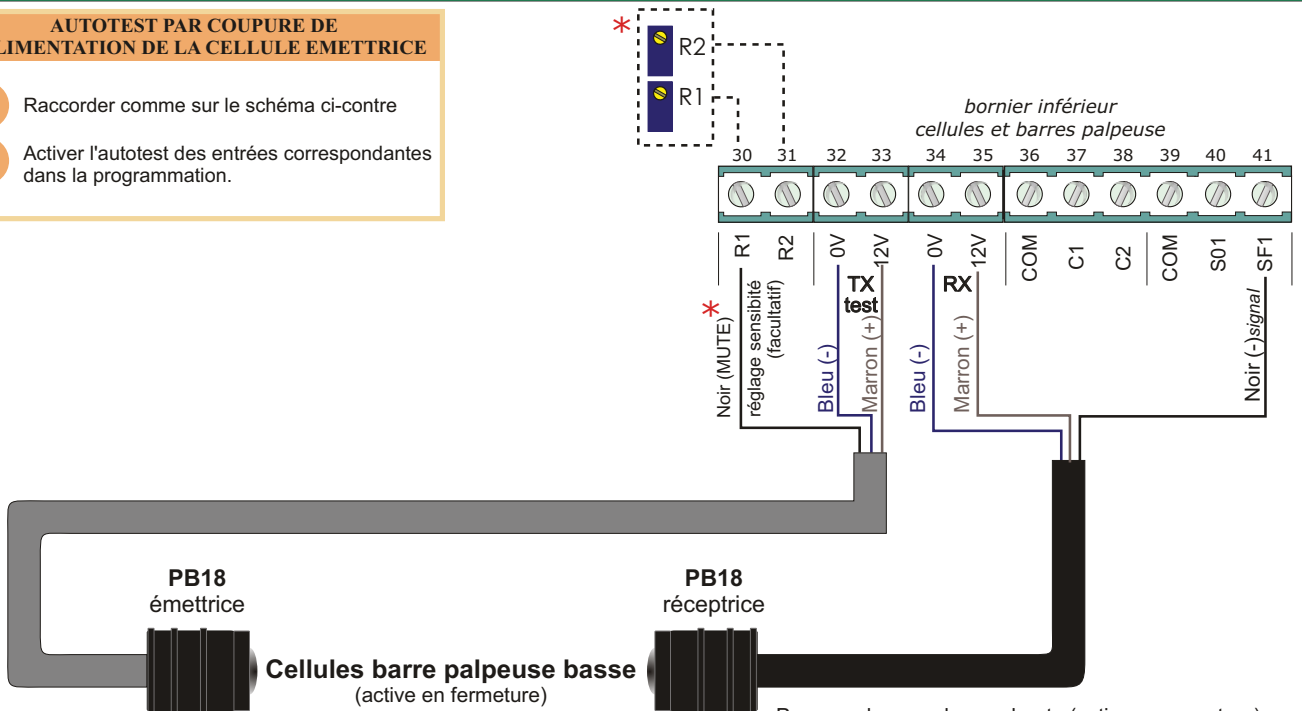 AUTOTEST PAR COUPURE DE
LIMENTATION DE LA CELLULE EMETTRICE
Raccorder comme sur le schéma ci-contre
Activer l'autotest des entrées correspondantes
dans la programmation.
*
R2
R1
bornier inférieur
cellules et barres palpeuse
30 31 32 33 34 35 36 37 38 39 40 41
R1 R2 0V 12V 0V 12V COM C1 C2 COM S01 SF1
TX
test
RX
*
Noir (MUTE)
réglage sensibité
(facultatif)
Bleu (-)
Marron (+)
Bleu (-)
Marron (+)
Noir (-)signal
PB18
émettrice
PB18
réceptrice
Cellules barre palpeuse basse
(active en fermeture)